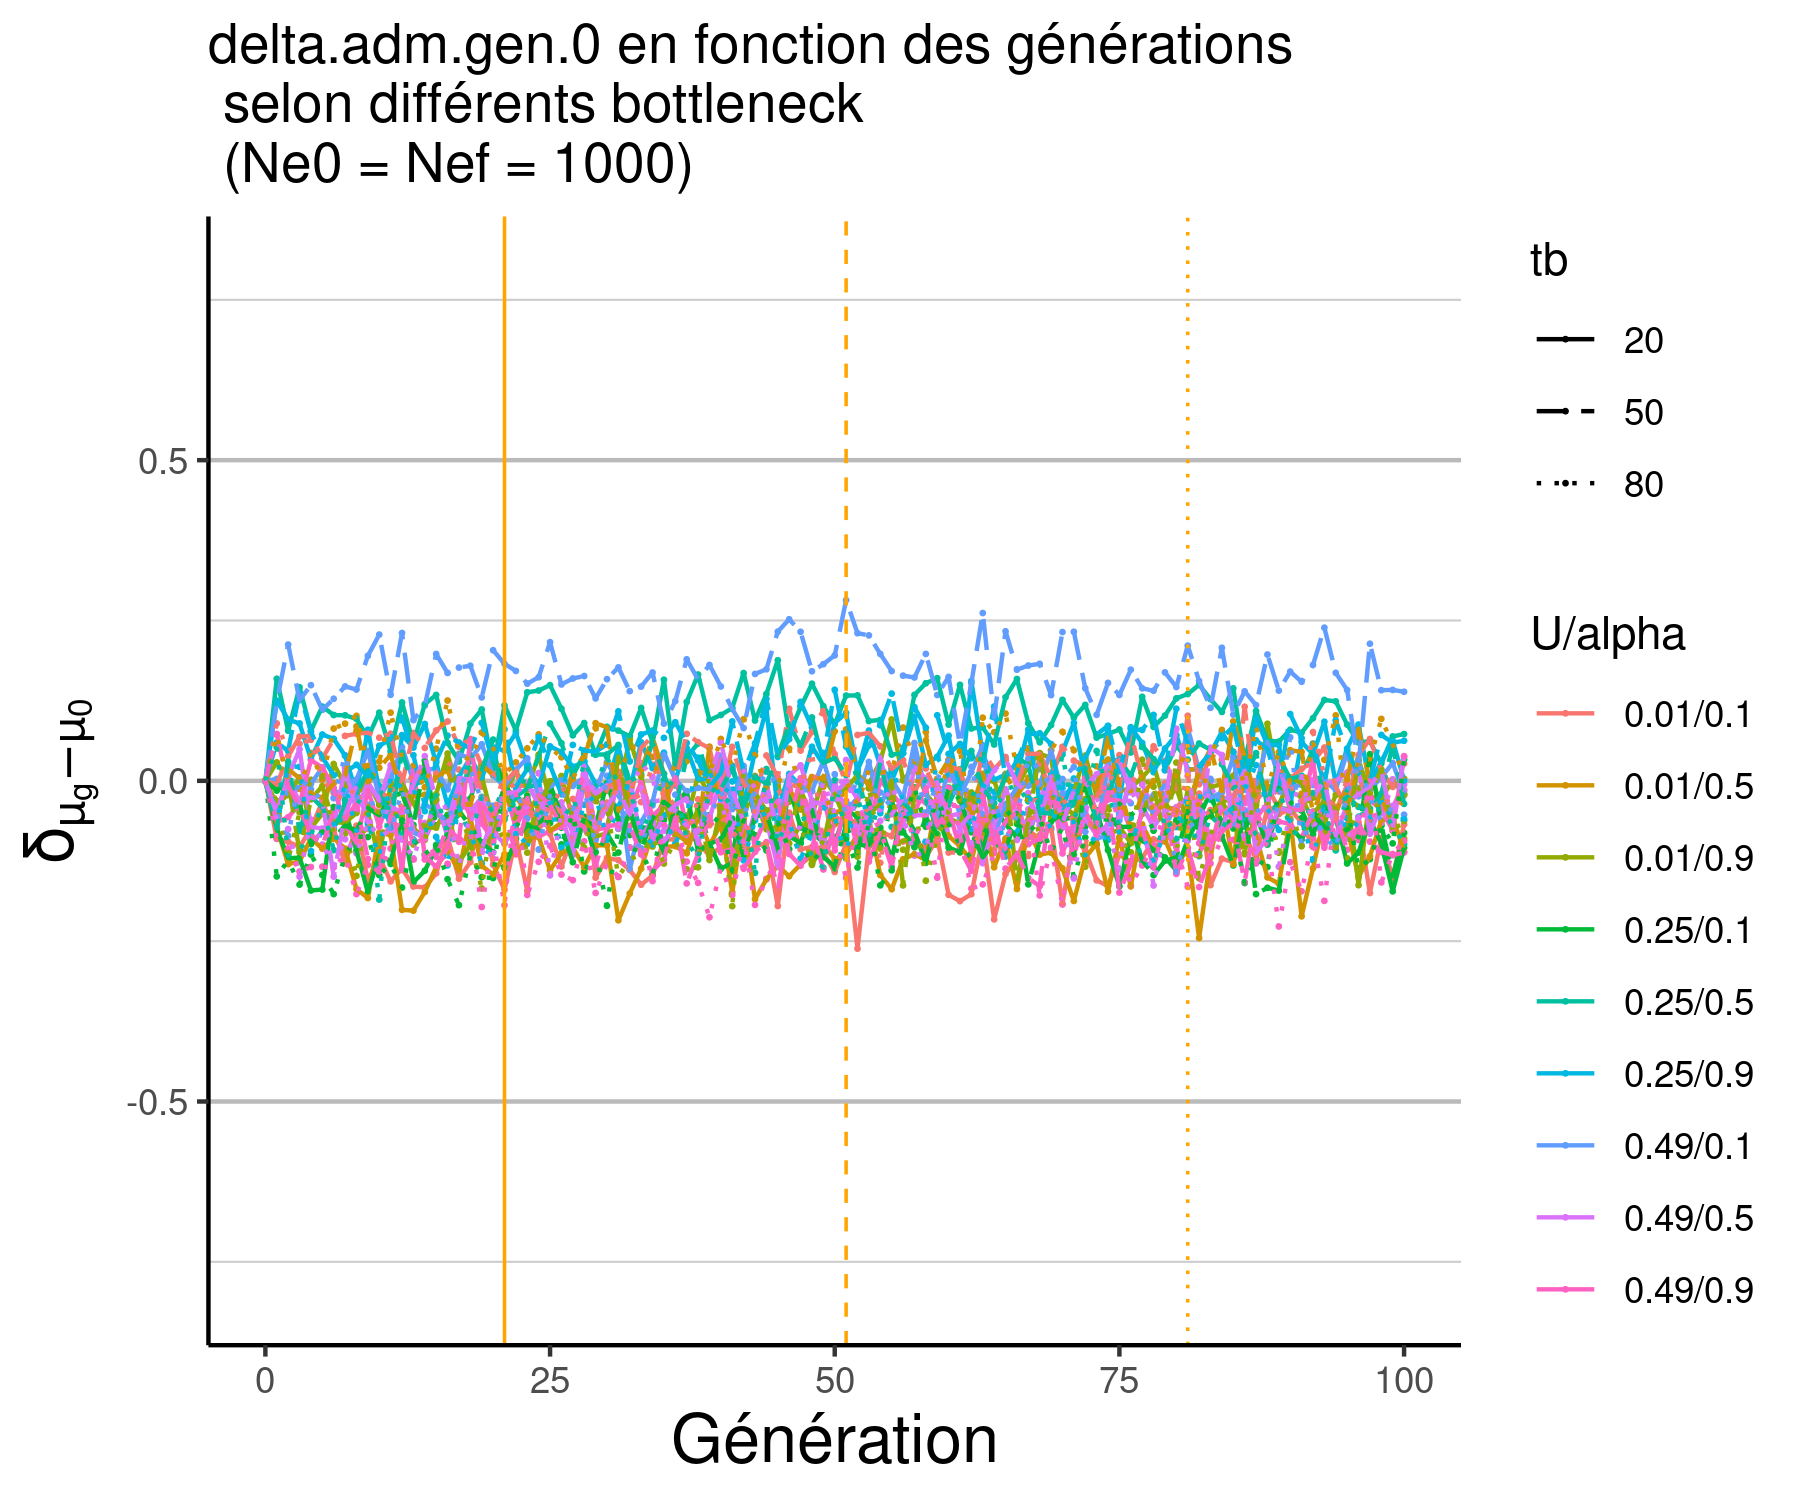 delta.adm.gen.0 en fonction des générations
selon différents bottleneck
(Ne0 = Nef = 1000)
δμg−μ0
0.5
0.0
-0.5
0 25 50 75 100
Génération
tb
20
50
80
U/alpha
0.01/0.1
0.01/0.5
0.01/0.9
0.25/0.1
0.25/0.5
0.25/0.9
0.49/0.1
0.49/0.5
0.49/0.9